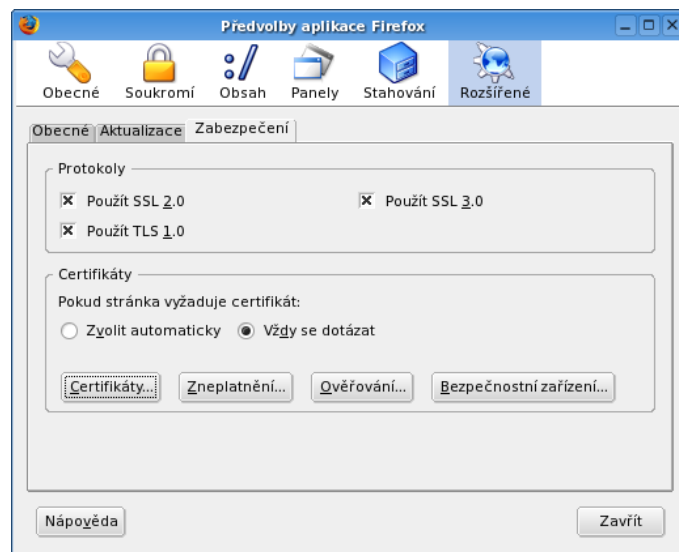 Předvolby aplikace Firefox
Obecné Soukromí Obsah Panely Stahování Rozšířené
Obecné Aktualizace Zabezpečení
Protokoly
Použít SSL 2.0 Použít SSL 3.0
Použít TLS 1.0
Certifikáty
Pokud stránka vyžaduje certifikát:
Zvolit automaticky Vždy se dotázat
Certifikáty... Zneplatnění... Ověřování... Bezpečnostní zařízení...
Nápověda Zavřít